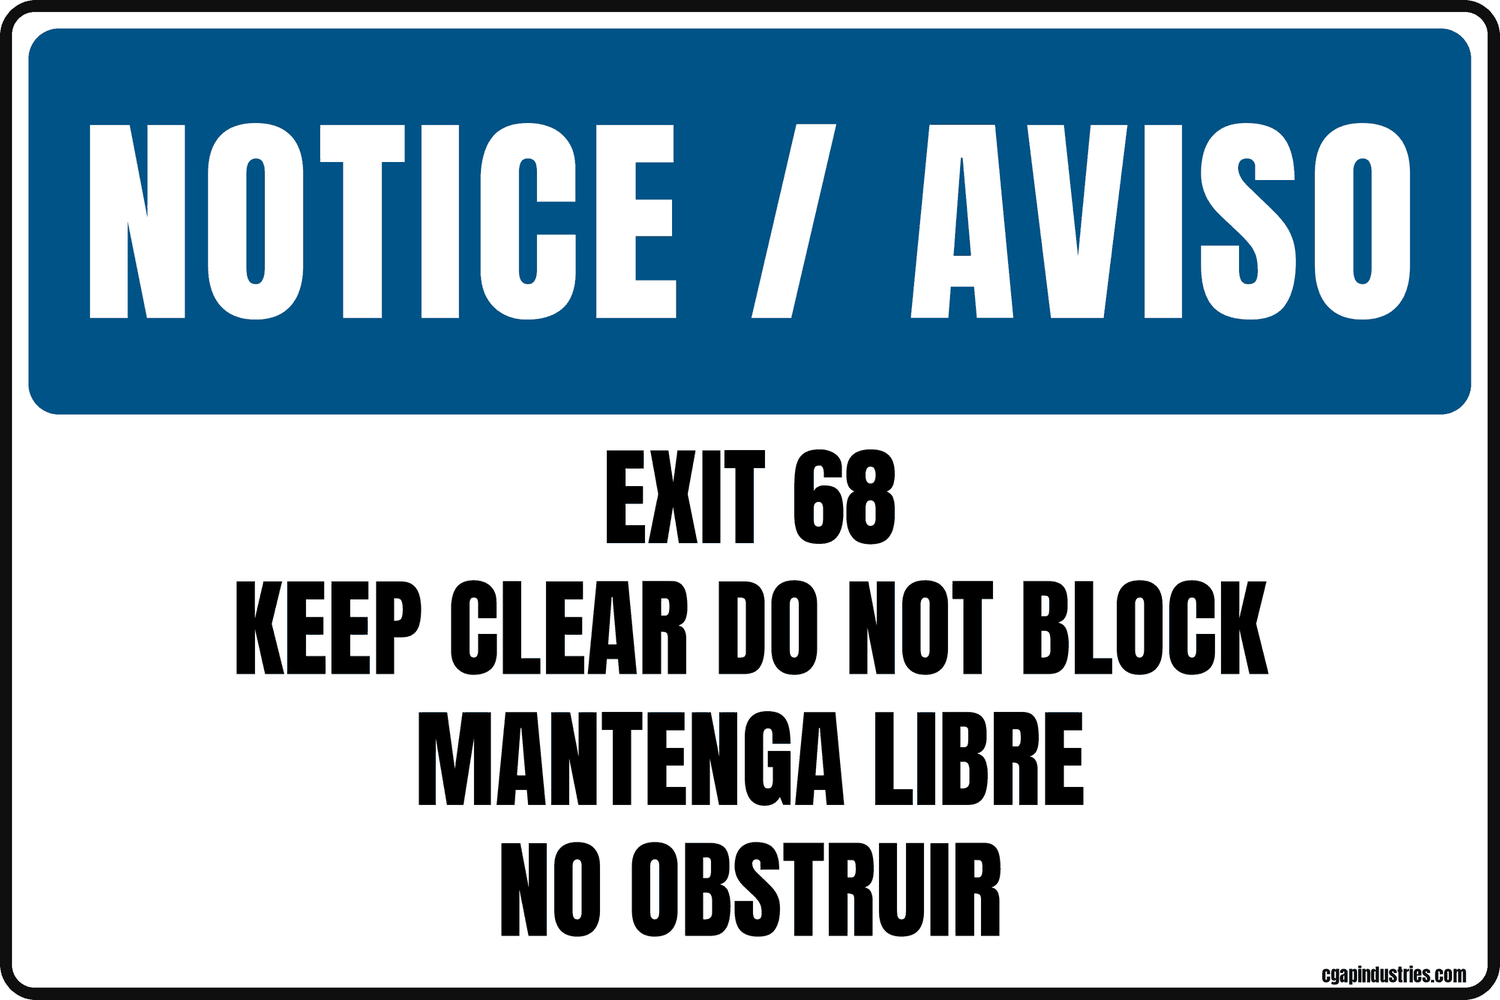 NOTICE / AVISO
EXIT 68
KEEP CLEAR DO NOT BLOCK
MANTENGA LIBRE
NO OBSTRUIR
cgapindustries.com